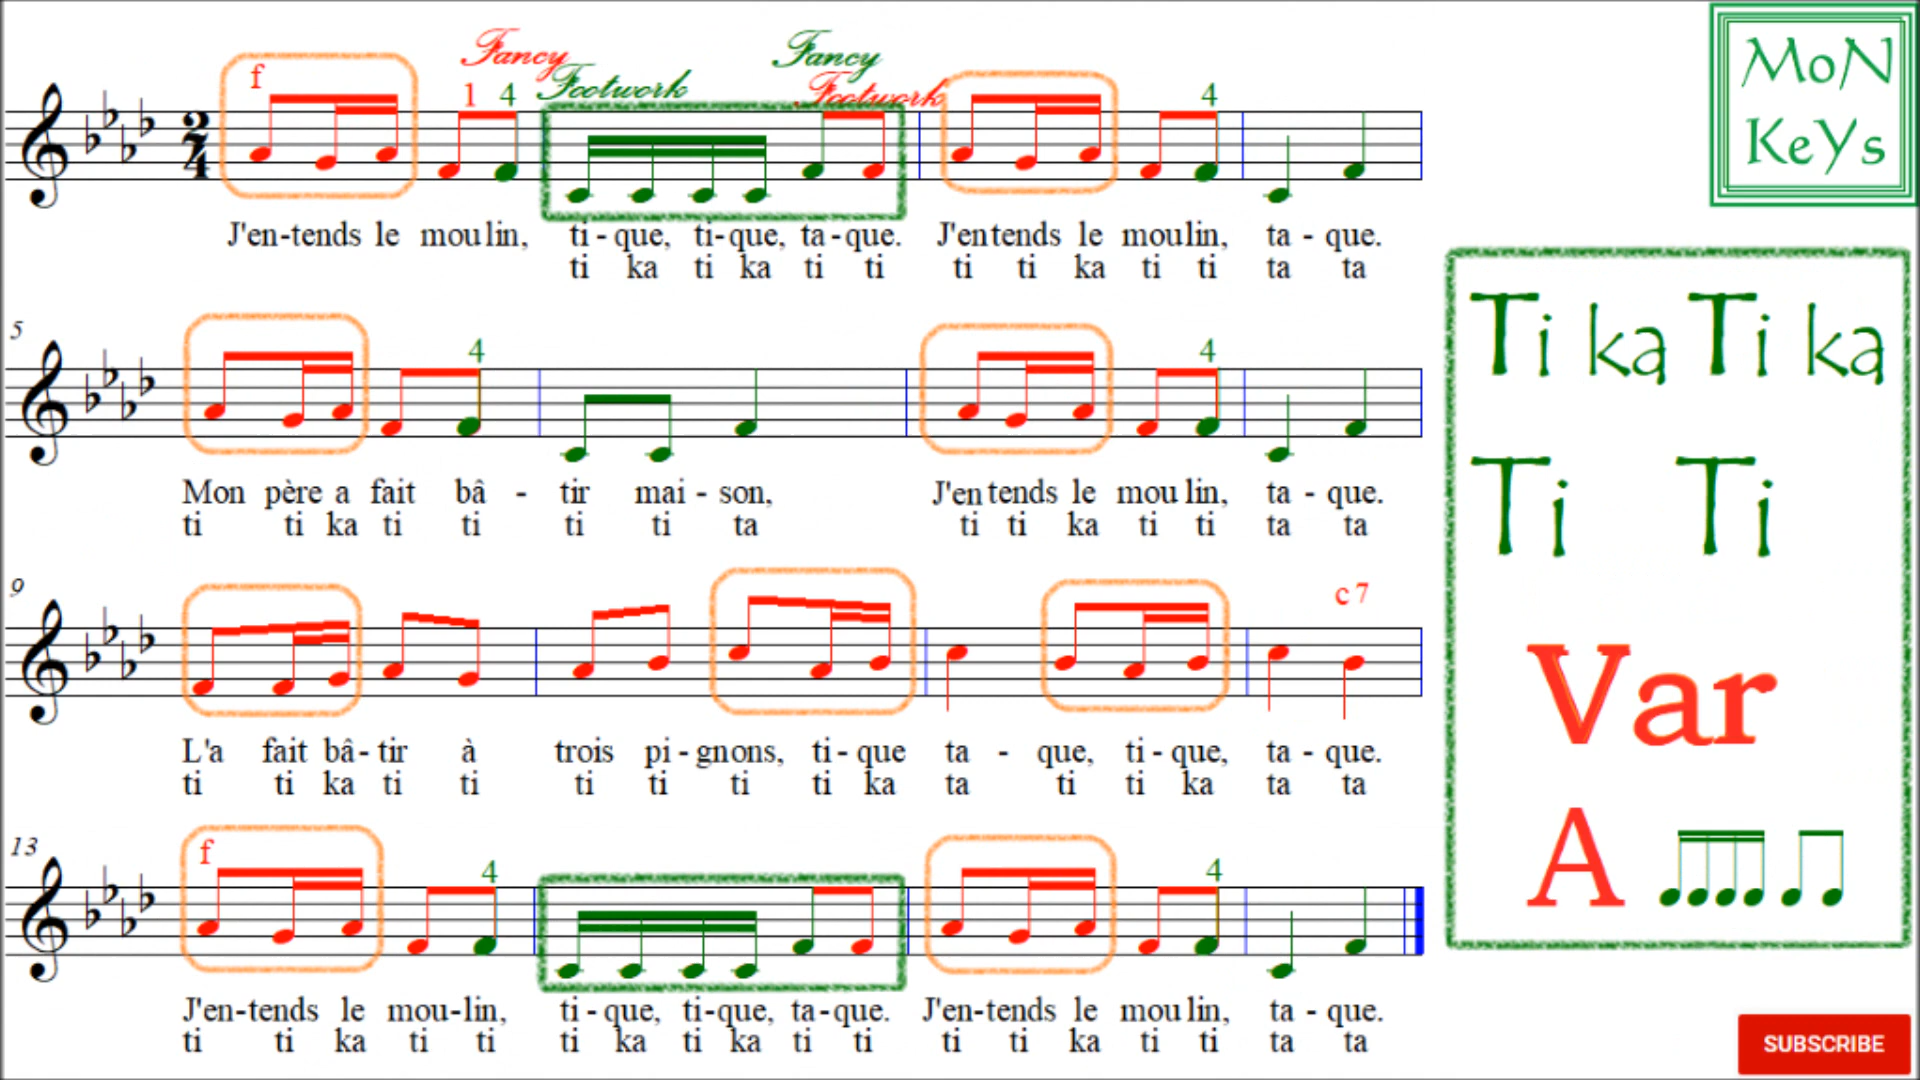 Fancy Footwork
Fancy Footwork
f 1 4 4
2
4
J'en-tends le moulin, ti - que, ti-que, ta-que. J'entends le moulin, ta - que.
ti ka ti ka ti ti ti ti ka ti ti ta ta
5 4 4
Mon père a fait bâ - tir mai - son, J'en tends le mou lin, ta - que.
ti ti ka ti ti ti ti ta ti ti ka ti ti ta ta
9 c7
L'a fait bâ-tir à trois pi-gnons, ti-que ta - que, ti-que, ta-que.
ti ti ka ti ti ti ti ti ti ka ta ti ti ka ta ta
13 f 4 4
J'en-tends le mou-lin, ti-que, ti-que, ta-que. J'en-tends le mou lin, ta - que.
ti ti ka ti ti ti ka ti ka ti ti ti ti ka ti ti ta ta
MoN
KeYs
Ti ka Ti ka
Ti Ti
Var
A
SUBSCRIBE